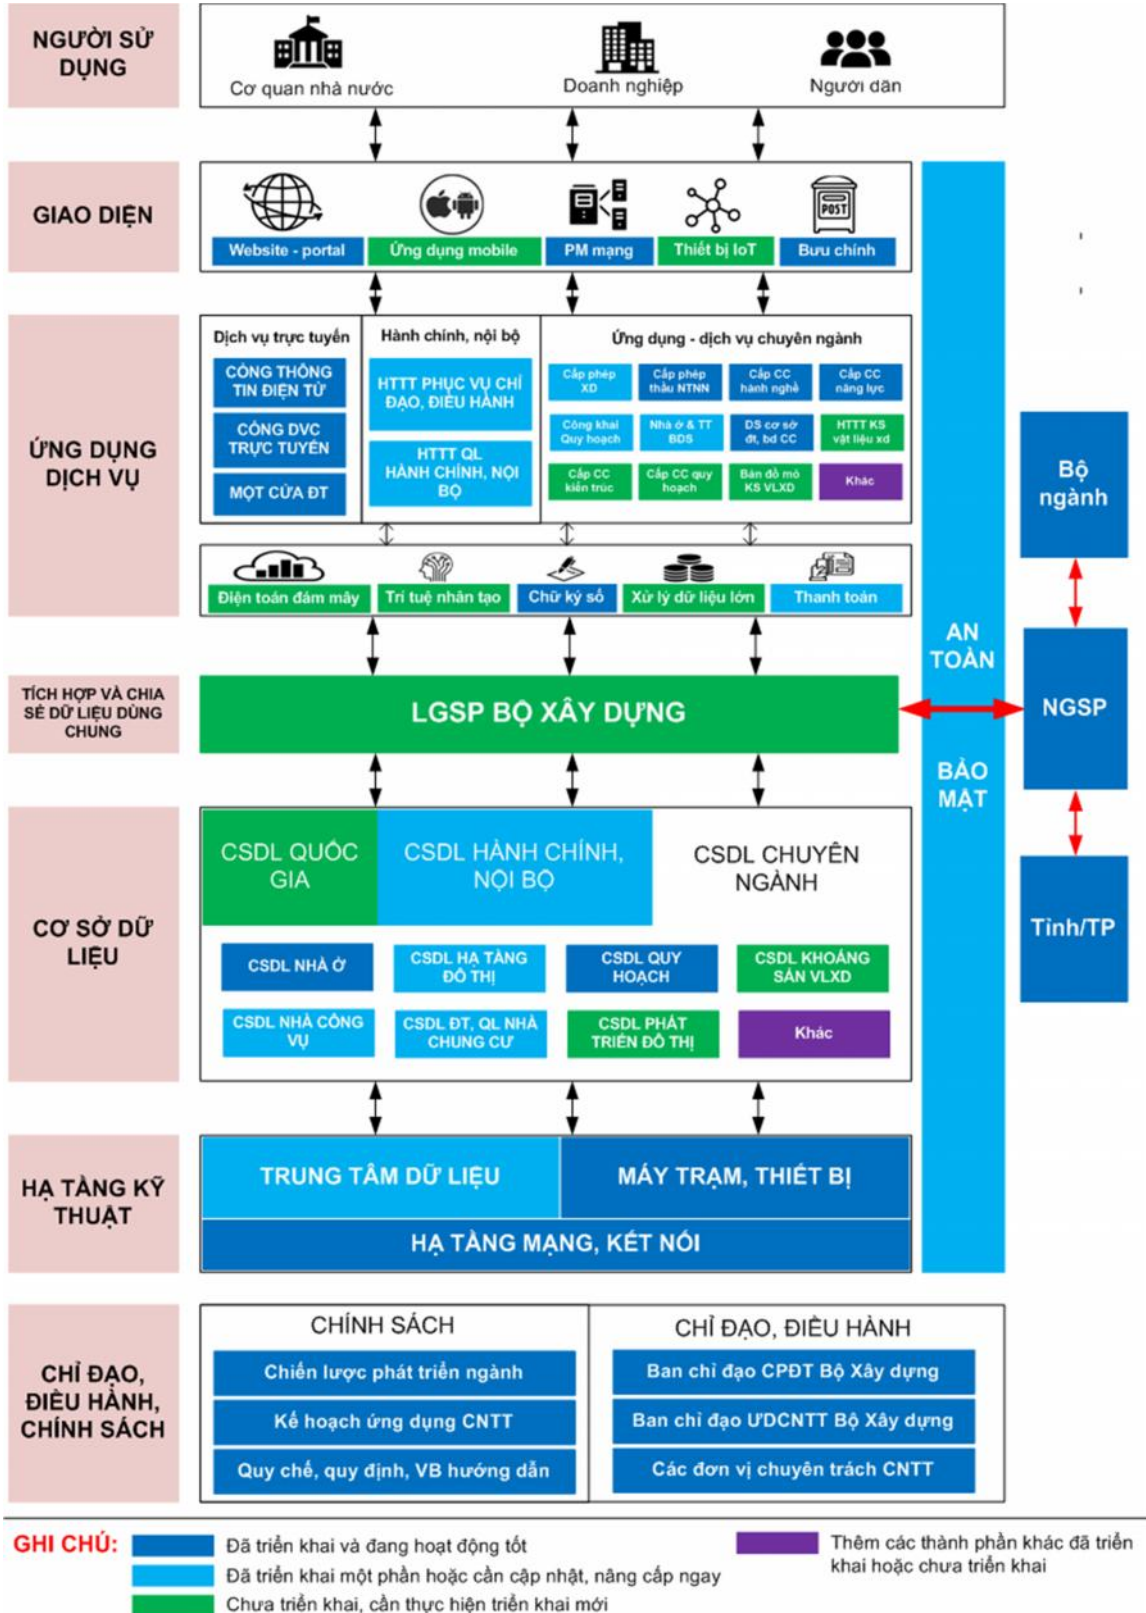 NGƯỜI SỬ
DỤNG
Cơ quan nhà nước
Doanh nghiệp
Người dân
GIAO DIỆN
Website - portal
Ứng dụng mobile
PM mạng
Thiết bị IoT
POST
Bưu chính
ỨNG DỤNG
DỊCH VỤ
Dịch vụ trực tuyến
CỔNG THÔNG
TIN ĐIỆN TỬ
CỔNG DVC
TRỰC TUYẾN
MỘT CỬA ĐT
Hành chính, nội bộ
HTTT PHỤC VỤ CHỈ
ĐẠO, ĐIỀU HÀNH
HTTT QL
HÀNH CHÍNH, NỘI
BỘ
Ứng dụng - dịch vụ chuyên ngành
Cấp phép
XD
Cấp phép
thầu NTNN
Cấp CC
hành nghề
Cấp CC
năng lực
Công khai
Quy hoạch
Nhà ở & TT
BDS
DS cơ sở
đt, bd CC
HTTT KS
vật liệu xd
Cấp CC
kiến trúc
Cấp CC quy
hoạch
Bản đồ mỏ
KS VLXD
Khác
Điện toán đám mây
Trí tuệ nhân tạo
Chữ ký số
Xử lý dữ liệu lớn
Thanh toán
TÍCH HỢP VÀ CHIA
SẺ DỮ LIỆU DÙNG
CHUNG
LGSP BỘ XÂY DỰNG
AN
TOÀN
BẢO
MẬT
Bộ
ngành
NGSP
Tỉnh/TP
CƠ SỞ DỮ
LIỆU
CSDL QUỐC
GIA
CSDL HÀNH CHÍNH,
NỘI BỘ
CSDL CHUYÊN
NGÀNH
CSDL NHÀ Ở
CSDL HẠ TẦNG
ĐÔ THỊ
CSDL QUY
HOẠCH
CSDL KHOÁNG
SẢN VLXD
CSDL NHÀ CÔNG
VỤ
CSDL ĐT, QL NHÀ
CHUNG CƯ
CSDL PHÁT
TRIỂN ĐÔ THỊ
Khác
HẠ TẦNG KỸ
THUẬT
TRUNG TÂM DỮ LIỆU
MÁY TRẠM, THIẾT BỊ
HẠ TẦNG MẠNG, KẾT NỐI
CHỈ ĐẠO,
ĐIỀU HÀNH,
CHÍNH SÁCH
CHÍNH SÁCH
Chiến lược phát triển ngành
Kế hoạch ứng dụng CNTT
Quy chế, quy định, VB hướng dẫn
CHỈ ĐẠO, ĐIỀU HÀNH
Ban chỉ đạo CPĐT Bộ Xây dựng
Ban chỉ đạo ƯDCNTT Bộ Xây dựng
Các đơn vị chuyên trách CNTT
GHI CHÚ:
Đã triển khai và đang hoạt động tốt
Đã triển khai một phần hoặc cần cập nhật, nâng cấp ngay
Chưa triển khai, cần thực hiện triển khai mới
Thêm các thành phần khác đã triển
khai hoặc chưa triển khai